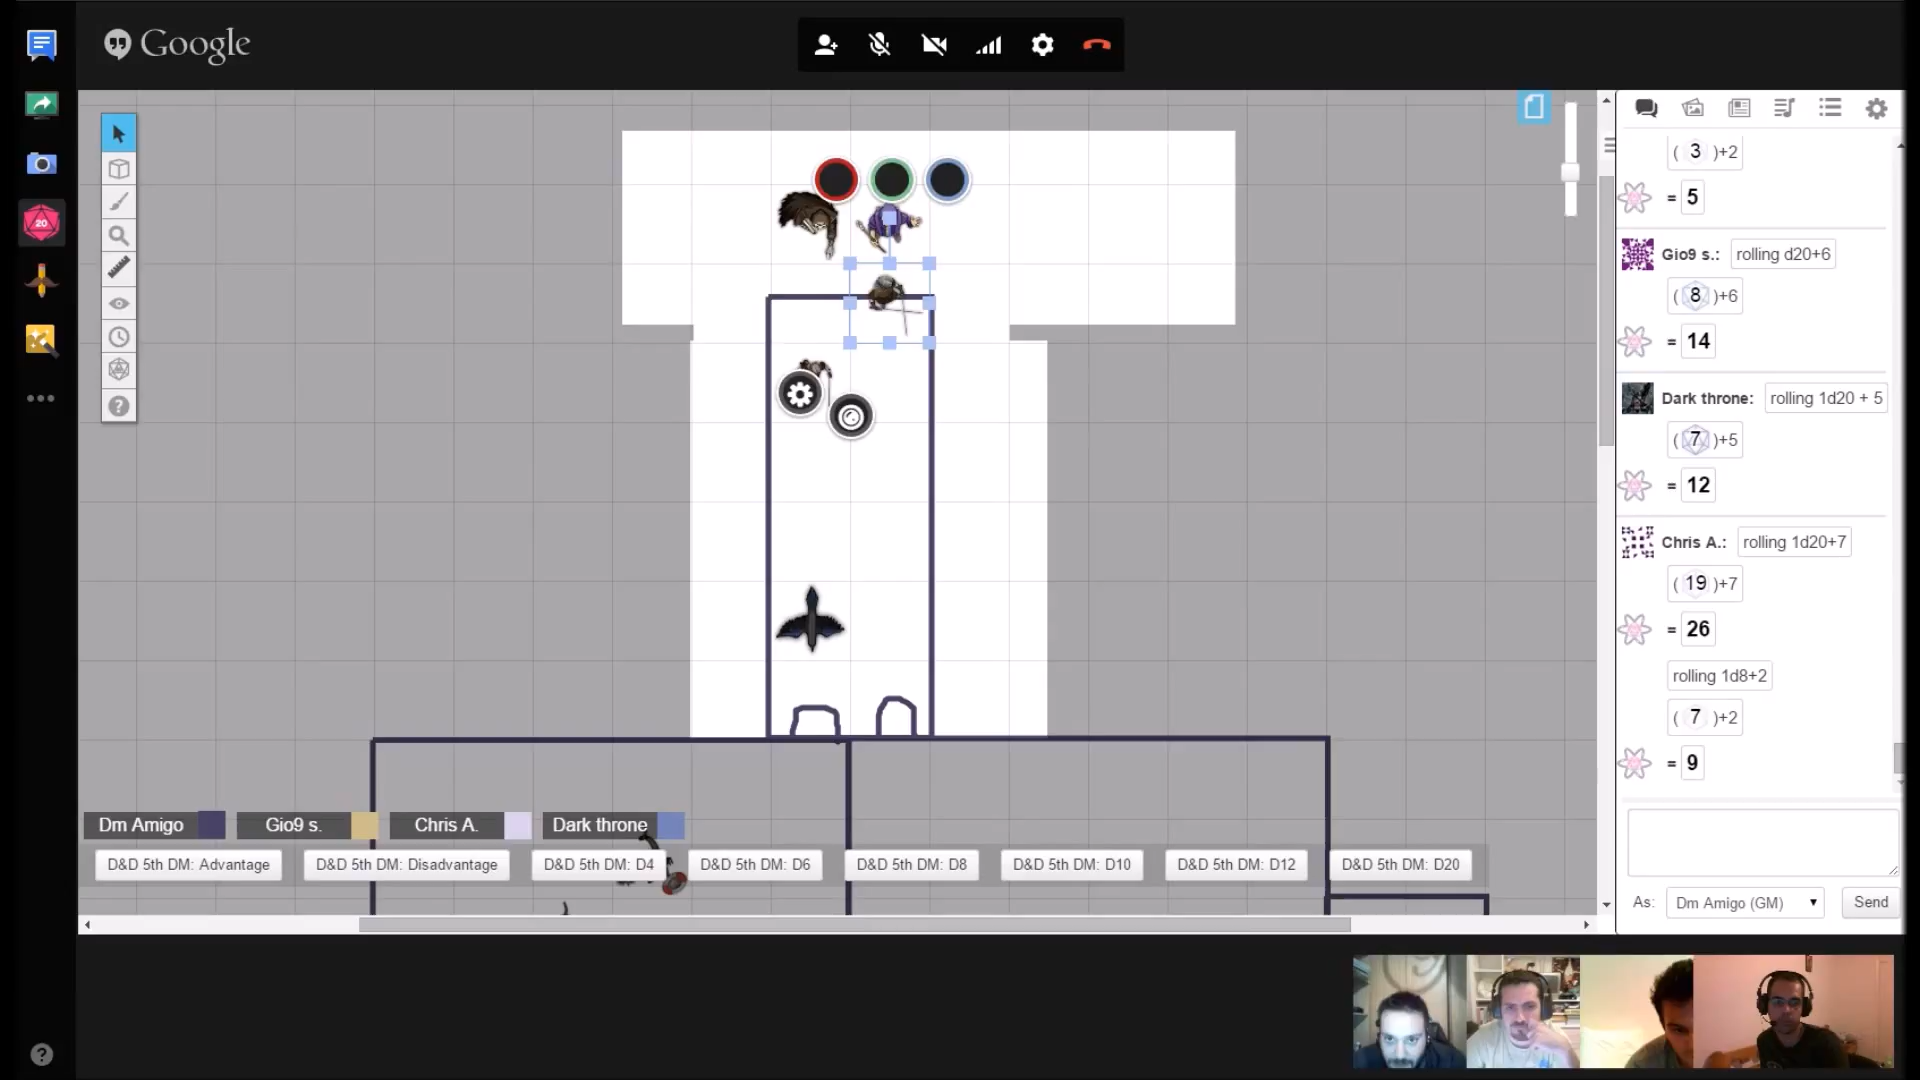 Google
( 3 )+2
= 5
Gio9 s.: rolling d20+6
( 8 )+6
= 14
Dark throne: rolling 1d20 + 5
( 7 )+5
= 12
Chris A.: rolling 1d20+7
( 19 )+7
= 26
rolling 1d8+2
( 7 )+2
= 9
20
Dm Amigo Gio9 s. Chris A. Dark throne
D&D 5th DM: Advantage D&D 5th DM: Disadvantage D&D 5th DM: D4 D&D 5th DM: D6 D&D 5th DM: D8 D&D 5th DM: D10 D&D 5th DM: D12 D&D 5th DM: D20
As: Dm Amigo (GM) Send